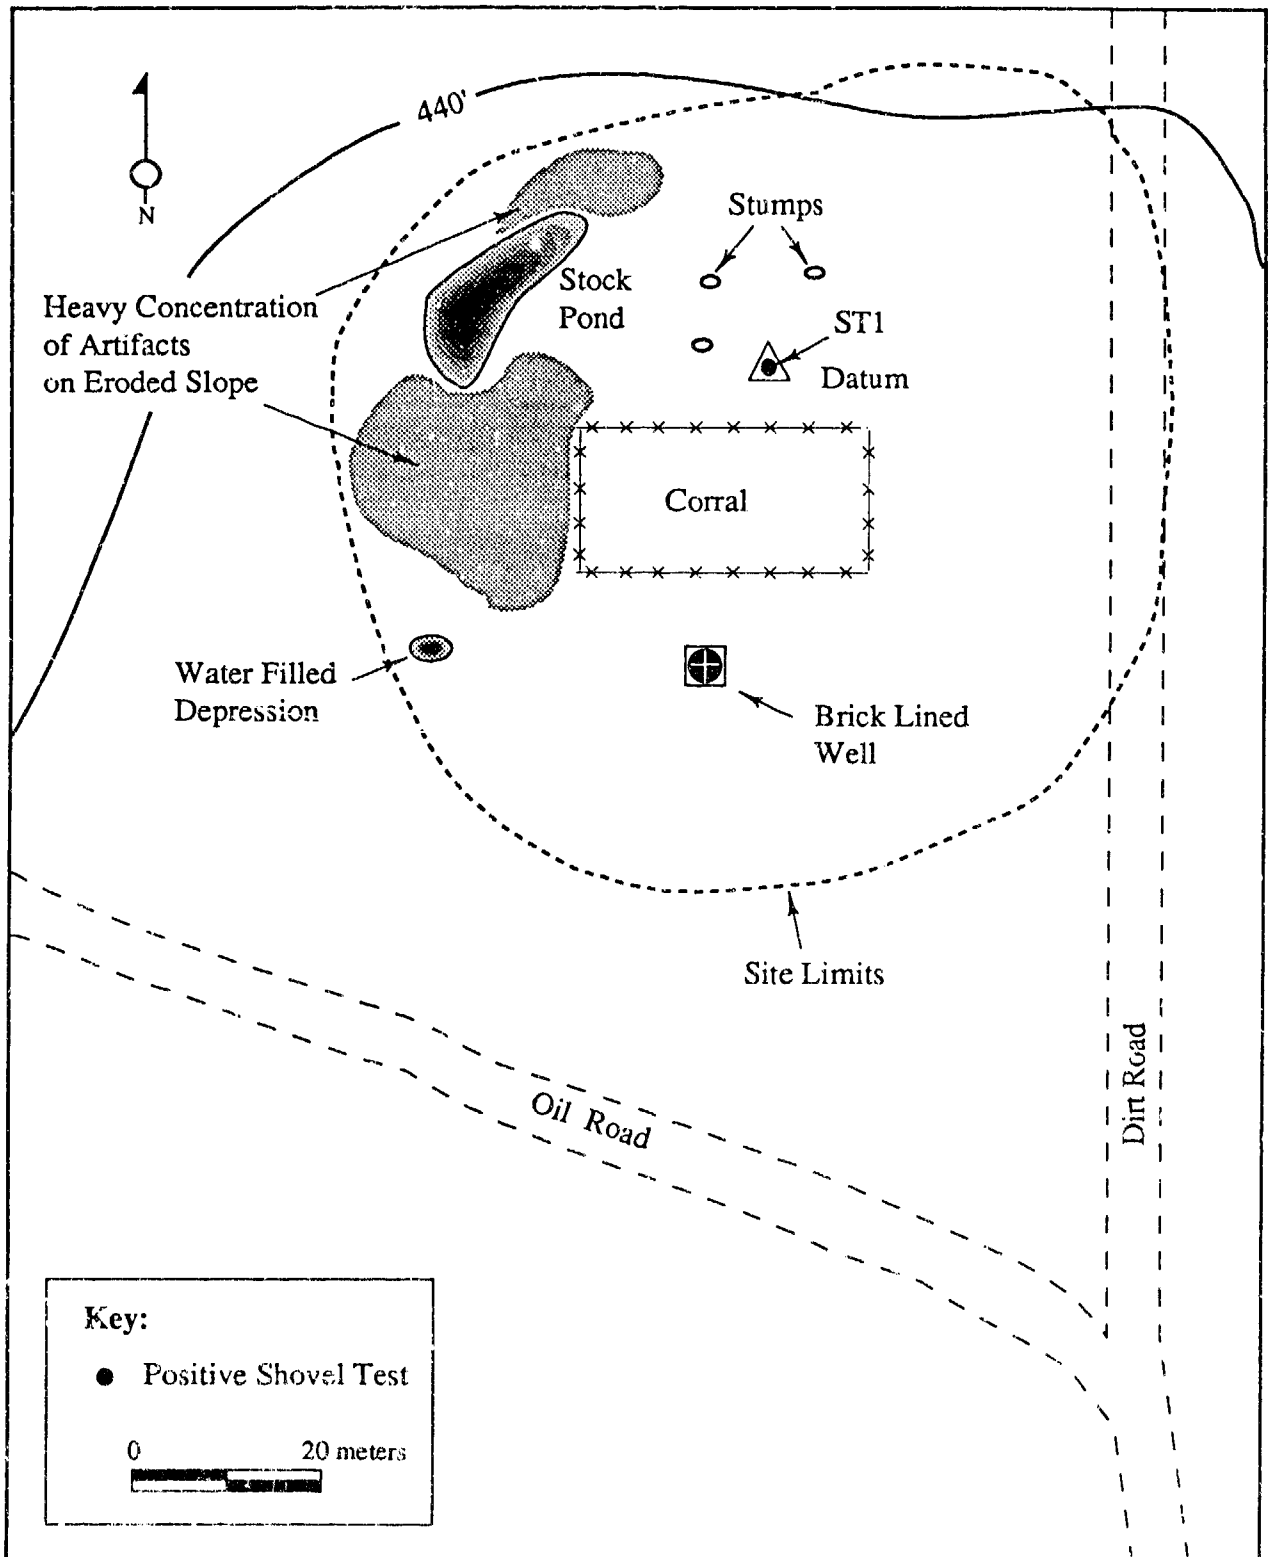 440'
N
Stumps
Heavy Concentration
of Artifacts
on Eroded Slope
Stock
Pond
ST1
Datum
Corral
Water Filled
Depression
Brick Lined
Well
Site Limits
Dirt Road
Oil Road
Key:
Positive Shovel Test
0 20 meters